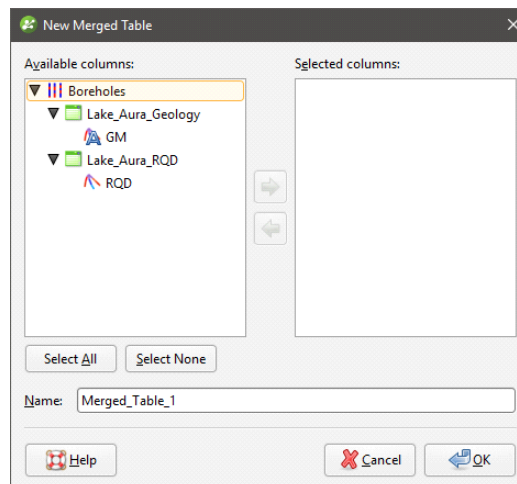 New Merged Table
Available columns:
Selected columns:
Boreholes
Lake_Aura_Geology
GM
Lake_Aura_RQD
RQD
Select All
Select None
Name:
Merged_Table_1
Help
Cancel
OK